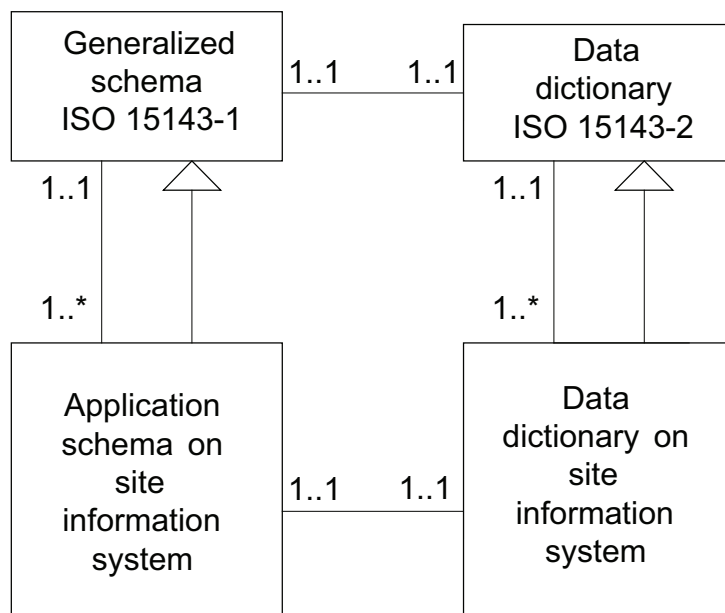 Generalized
schema
ISO 15143-1
1..1
1..1
Data
dictionary
ISO 15143-2
1..1
1..1
1..*
1..*
Application
schema on
site
information
system
1..1
1..1
Data
dictionary on
site
information
system